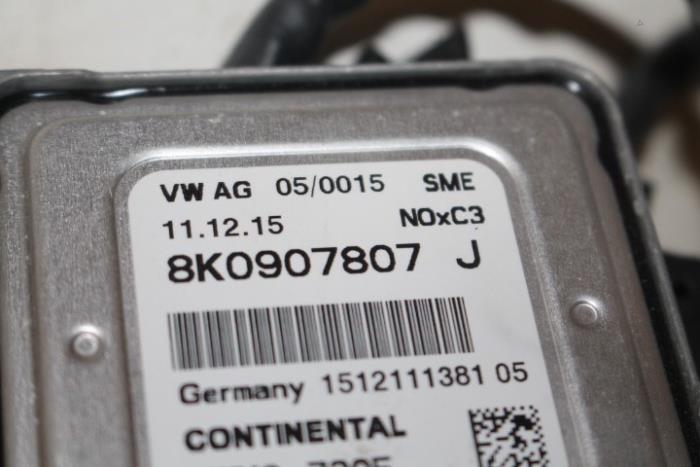 VW AG 05/0015 SME
11.12.15 NOxC3
8K0907807 J
Germany 1512111381 05
CONTINENTAL